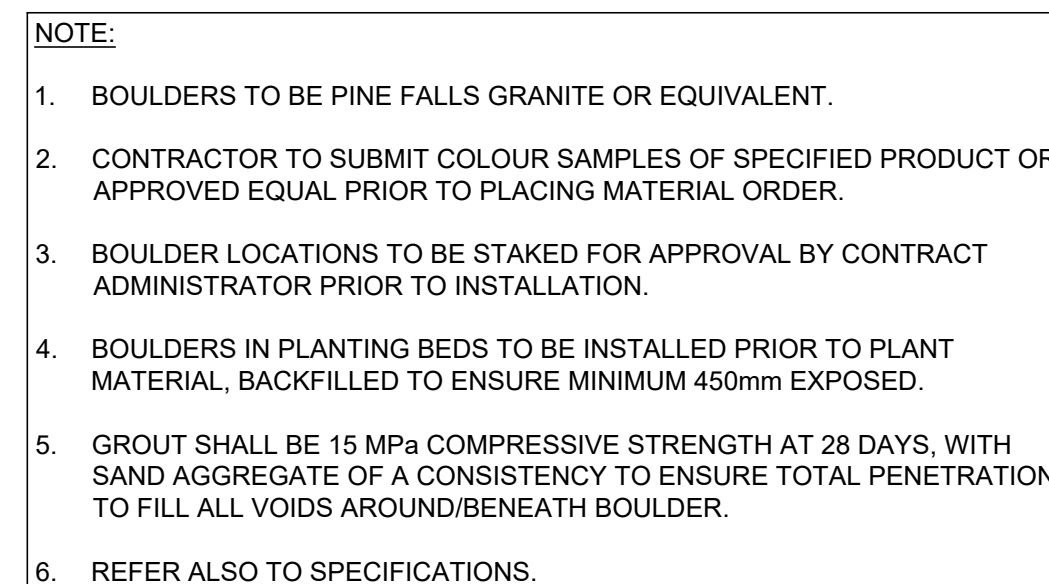 NOTE:
1. BOULDERS TO BE PINE FALLS GRANITE OR EQUIVALENT.
2. CONTRACTOR TO SUBMIT COLOUR SAMPLES OF SPECIFIED PRODUCT OR
APPROVED EQUAL PRIOR TO PLACING MATERIAL ORDER.
3. BOULDER LOCATIONS TO BE STAKED FOR APPROVAL BY CONTRACT
ADMINISTRATOR PRIOR TO INSTALLATION.
4. BOULDERS IN PLANTING BEDS TO BE INSTALLED PRIOR TO PLANT
MATERIAL, BACKFILLED TO ENSURE MINIMUM 450mm EXPOSED.
5. GROUT SHALL BE 15 MPa COMPRESSIVE STRENGTH AT 28 DAYS, WITH
SAND AGGREGATE OF A CONSISTENCY TO ENSURE TOTAL PENETRATION
TO FILL ALL VOIDS AROUND/BENEATH BOULDER.
6. REFER ALSO TO SPECIFICATIONS.